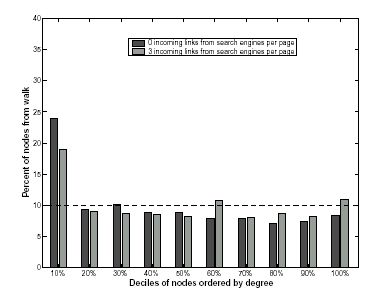 40
35
30
25
20
15
10
5
0
Percent of nodes from walk
0 incoming links from search engines per page
3 incoming links from search engines per page
10% 20% 30% 40% 50% 60% 70% 80% 90% 100%
Deciles of nodes ordered by degree